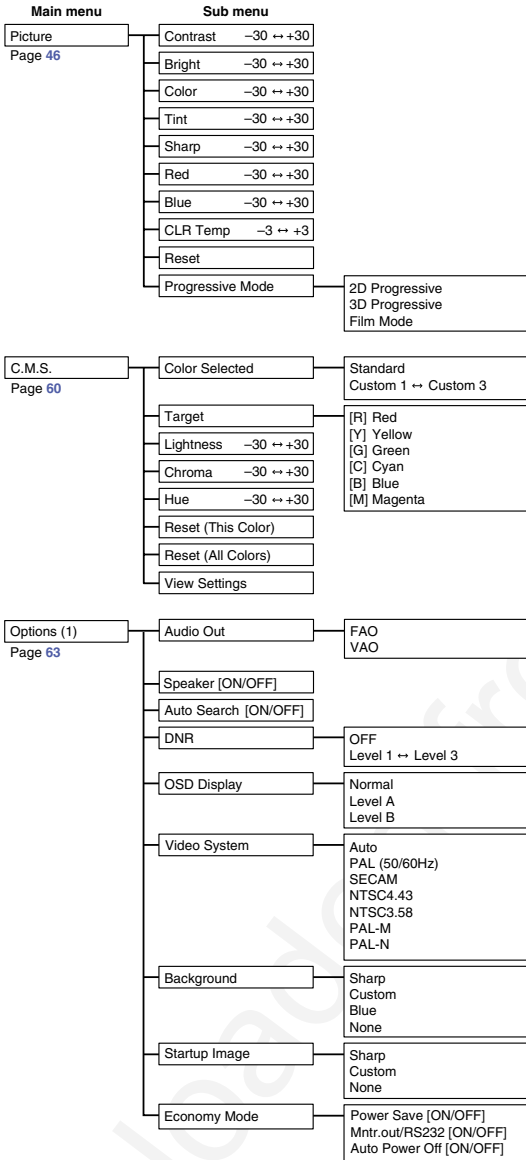 Main menu Sub menu
Picture
Page 46
Contrast –30 ↔ +30
Bright –30 ↔ +30
Color –30 ↔ +30
Tint –30 ↔ +30
Sharp –30 ↔ +30
Red –30 ↔ +30
Blue –30 ↔ +30
CLR Temp –3 ↔ +3
Reset
Progressive Mode
2D Progressive
3D Progressive
Film Mode
C.M.S.
Page 60
Color Selected
Standard
Custom 1 ↔ Custom 3
Target
[R] Red
[Y] Yellow
[G] Green
[C] Cyan
[B] Blue
[M] Magenta
Lightness –30 ↔ +30
Chroma –30 ↔ +30
Hue –30 ↔ +30
Reset (This Color)
Reset (All Colors)
View Settings
Options (1)
Page 63
Audio Out
FAO
VAO
Speaker [ON/OFF]
Auto Search [ON/OFF]
DNR
OFF
Level 1 ↔ Level 3
OSD Display
Normal
Level A
Level B
Video System
Auto
PAL (50/60Hz)
SECAM
NTSC4.43
NTSC3.58
PAL-M
PAL-N
Background
Sharp
Custom
Blue
None
Startup Image
Sharp
Custom
None
Economy Mode
Power Save [ON/OFF]
Mntr.out/RS232 [ON/OFF]
Auto Power Off [ON/OFF]